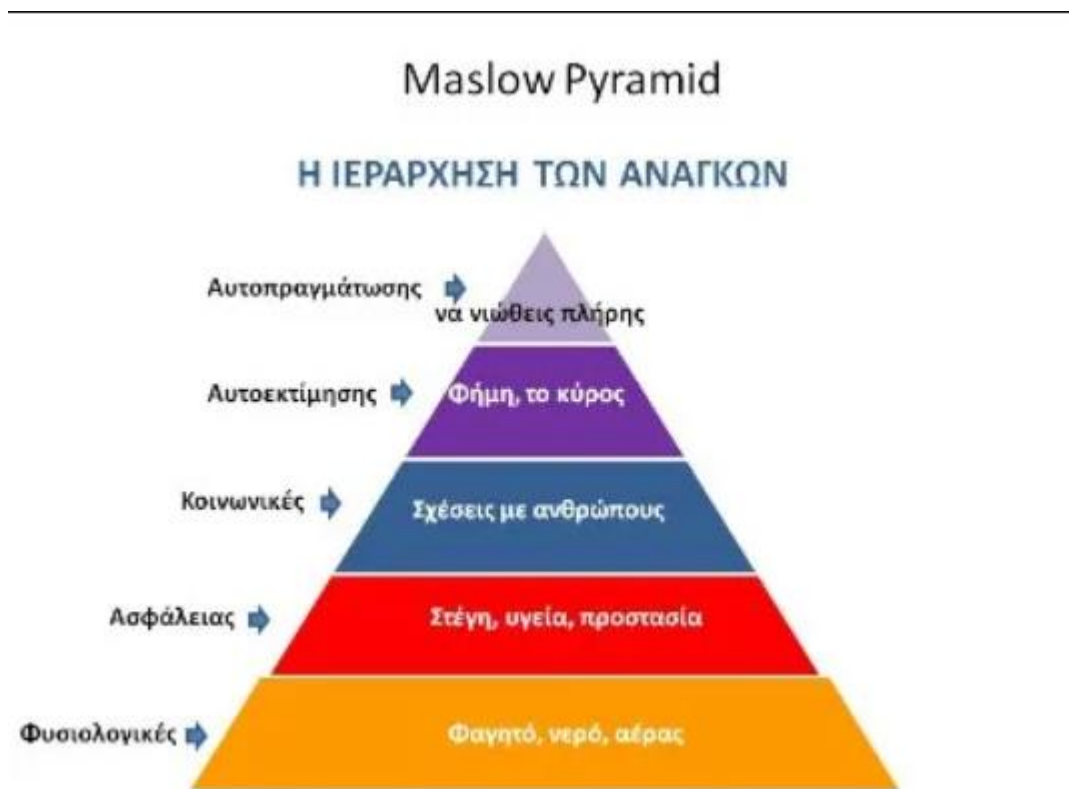 Maslow Pyramid
Η ΙΕΡΑΡΧΗΣΗ ΤΩΝ ΑΝΑΓΚΩΝ
Αυτοπραγμάτωσης
να νιώθεις πλήρης
Αυτοεκτίμησης
Φήμη, το κύρος
Κοινωνικές
Σχέσεις με ανθρώπους
Ασφάλειας
Στέγη, υγεία, προστασία
Φυσιολογικές
Φαγητό, νερό, αέρας